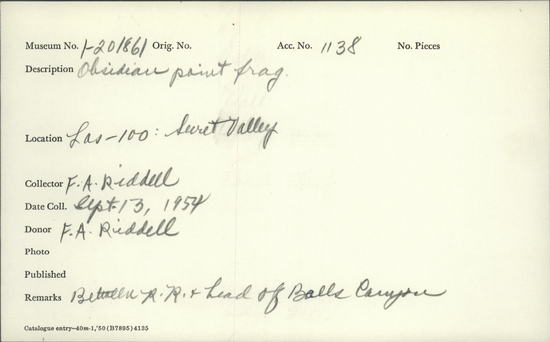 Museum No. 1-201861 Orig. No. Acc. No. 1138 No. Pieces
Description Obsidian point frag.
Location Las-100: Secret Valley
Collector F. A. Riddell
Date Coll. Sept. 13, 1954
Donor F. A. Riddell
Photo
Published
Remarks Between R. R. + head of Balls Canyon
Catalogue entry—40m-1,'50 (B7895) 4135